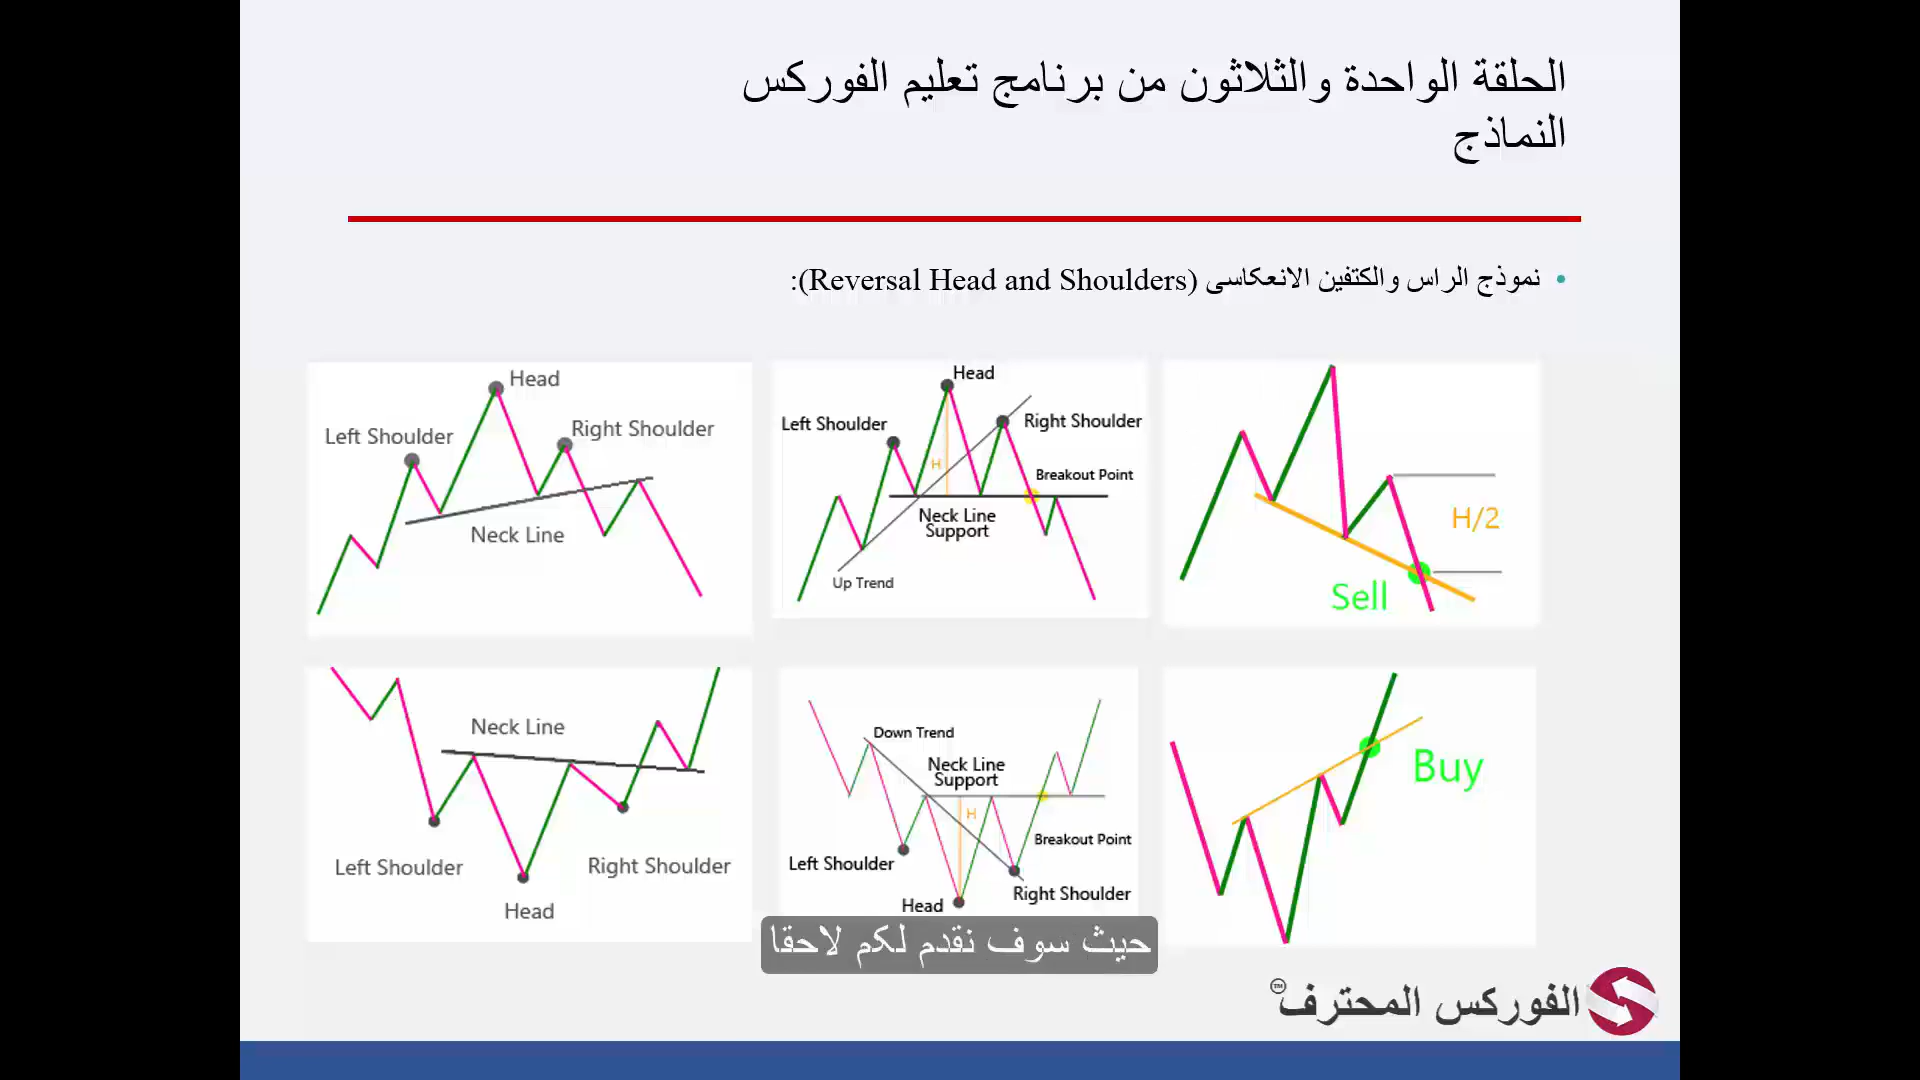 الحلقة الواحدة والثلاثون من برنامج تعليم الفوركس
النماذج
• نموذج الراس والكتفين الانعكاسى (Reversal Head and Shoulders):
Head
Left Shoulder
Right Shoulder
Neck Line
Head
Left Shoulder
Right Shoulder
H
Breakout Point
Neck Line
Support
Up Trend
H/2
Sell
Neck Line
Left Shoulder
Right Shoulder
Head
Down Trend
Neck Line
Support
H
Breakout Point
Left Shoulder
Right Shoulder
Head
Buy
حيث سوف نقدم لكم لاحقا
الفوركس المحترف™